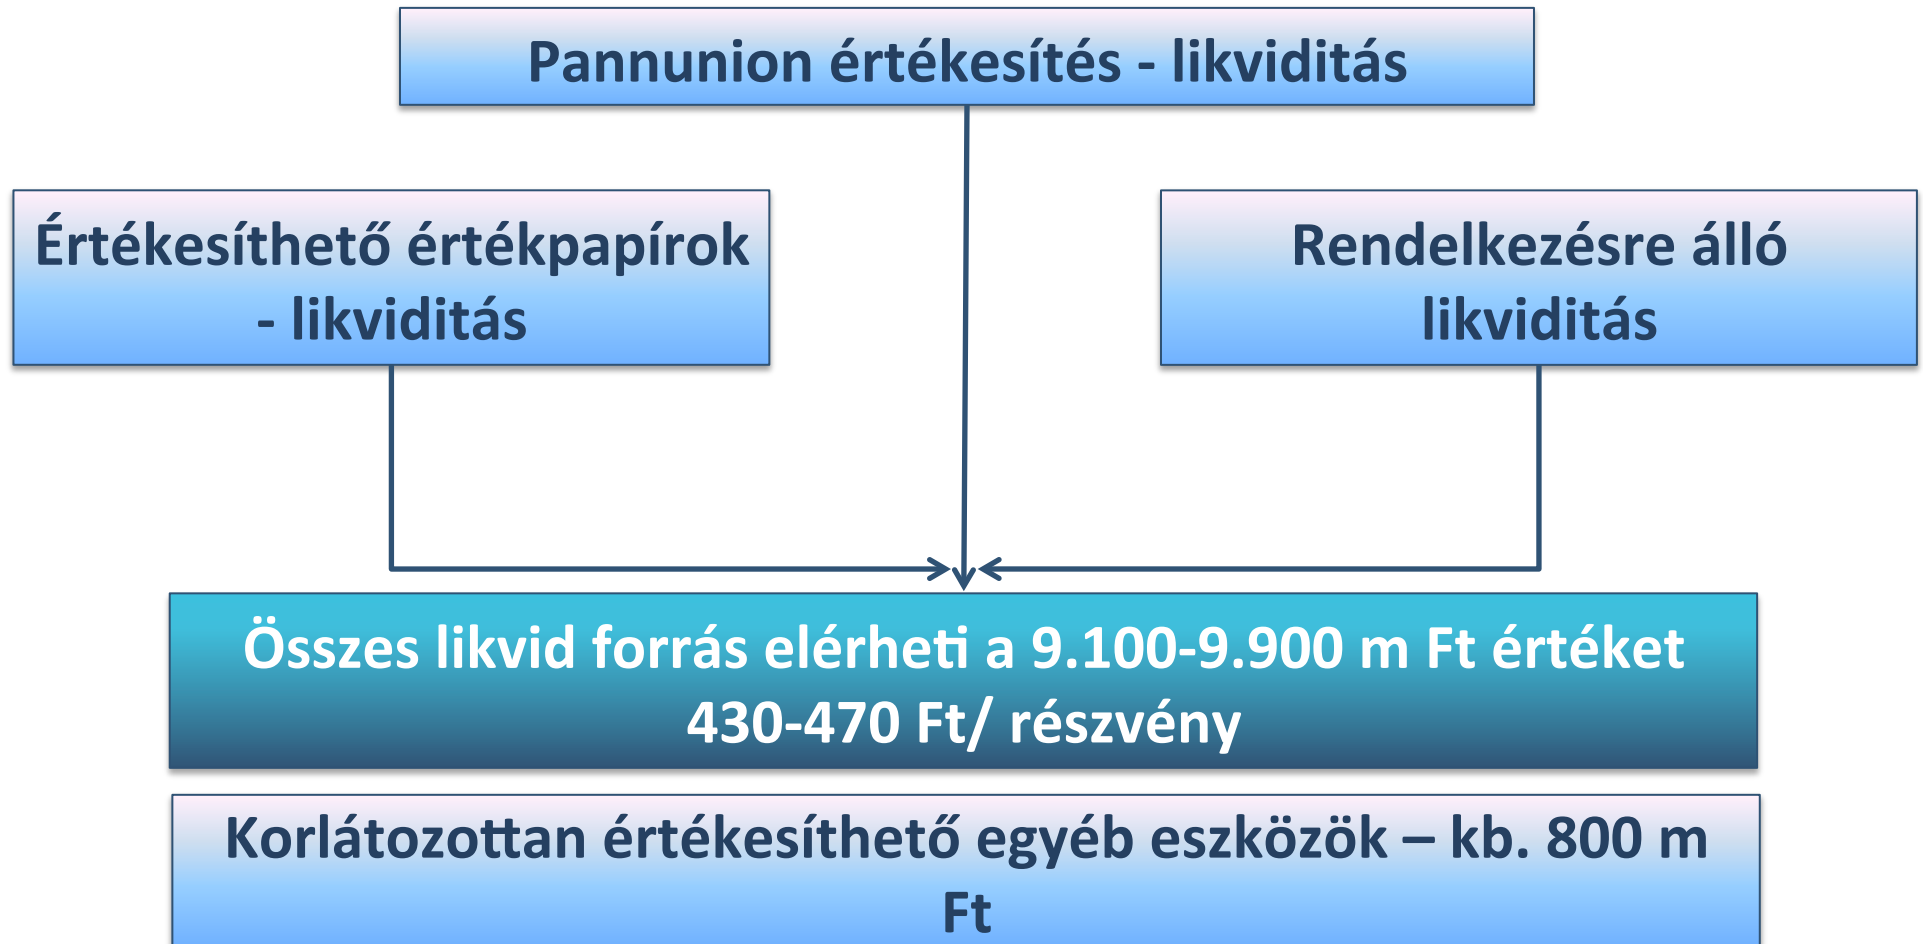 Pannunion értékesítés - likviditás
Értékesíthető értékpapírok
- likviditás
Rendelkezésre álló
likviditás
Összes likvid forrás elérheti a 9.100-9.900 m Ft értéket
430-470 Ft/ részvény
Korlátozottan értékesíthető egyéb eszközök – kb. 800 m
Ft